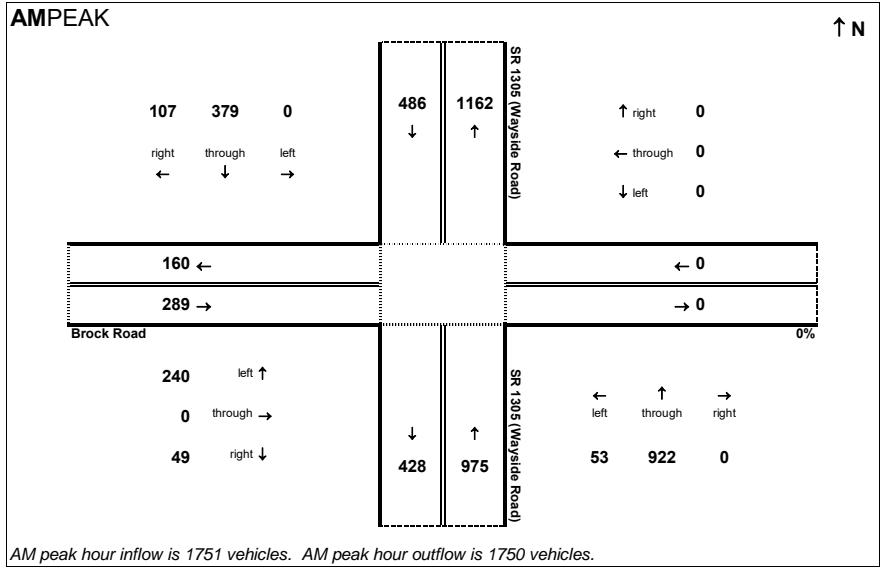 AMPEAK
↑ N
107 379 0
right through left
← ↓ →
486 1162
↓ ↑
SR 1305 (Wayside Road)
↑ right 0
← through 0
↓ left 0
160 ←
← 0
289 →
→ 0
Brock Road
0%
240 left ↑
0 through →
49 right ↓
↓ ↑
428 975
SR 1305 (Wayside Road)
← ↑ →
left through right
53 922 0
AM peak hour inflow is 1751 vehicles. AM peak hour outflow is 1750 vehicles.